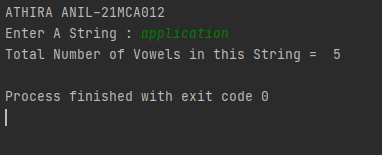 ATHIRA ANIL-21MCA012
Enter A String : application
Total Number of Vowels in this String =  5
Process finished with exit code 0